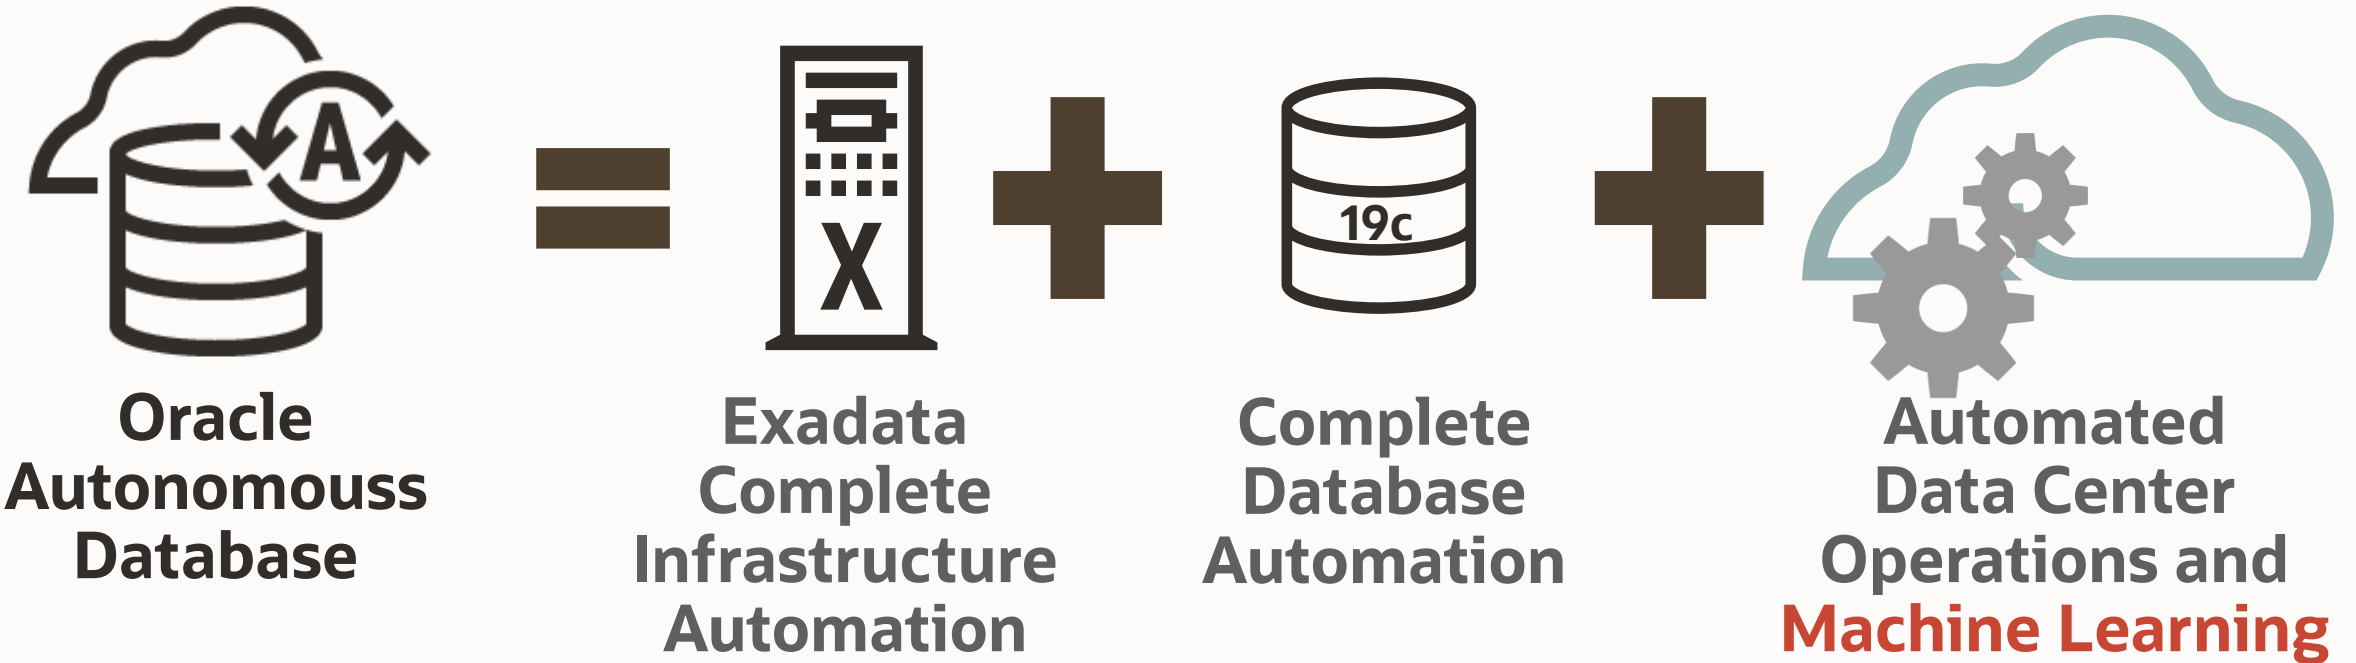 A
X
19c
Oracle
Autonomouss
Database
Exadata
Complete
Infrastructure
Automation
Complete
Database
Automation
Automated
Data Center
Operations and
Machine Learning